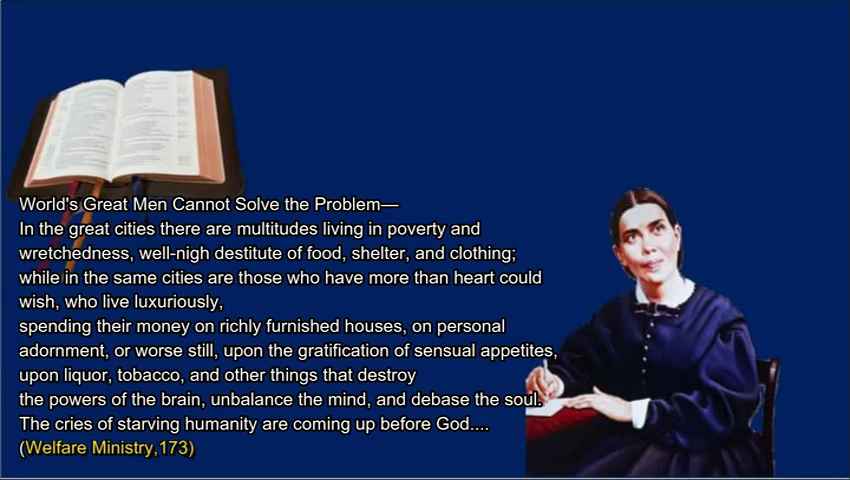 World's Great Men Cannot Solve the Problem—
In the great cities there are multitudes living in poverty and
wretchedness, well-nigh destitute of food, shelter, and clothing;
while in the same cities are those who have more than heart could
wish, who live luxuriously,
spending their money on richly furnished houses, on personal
adornment, or worse still, upon the gratification of sensual appetites,
upon liquor, tobacco, and other things that destroy
the powers of the brain, unbalance the mind, and debase the soul.
The cries of starving humanity are coming up before God....
(Welfare Ministry,173)